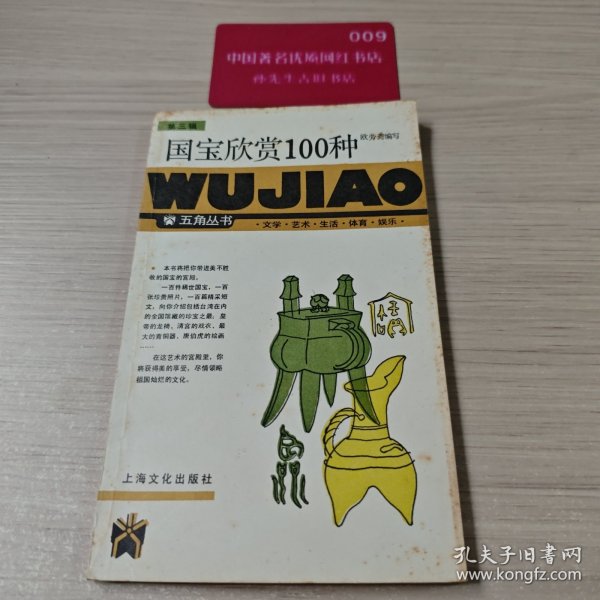 009
中国著名优质网红书店
孙先生古旧书店
第三辑
国宝欣赏100种
编写
WUJIAO
五角丛书
·文学·艺术·生活·体育·娱乐·
本书将把你带进美不胜
收的国宝的宫殿。
一百件稀世国宝,一百
张珍贵照片,一百篇精采短
文,向你介绍包括台湾在内
的全国馆藏的珍宝之最:皇
帝的龙椅、清宫的戏衣、最
大的青铜器、唐伯虎的绘画
……
在这艺术的宫殿里,你
将获得美的享受,尽情领略
祖国灿烂的文化。
上海文化出版社
孔夫子旧书网
www.kongfz.com